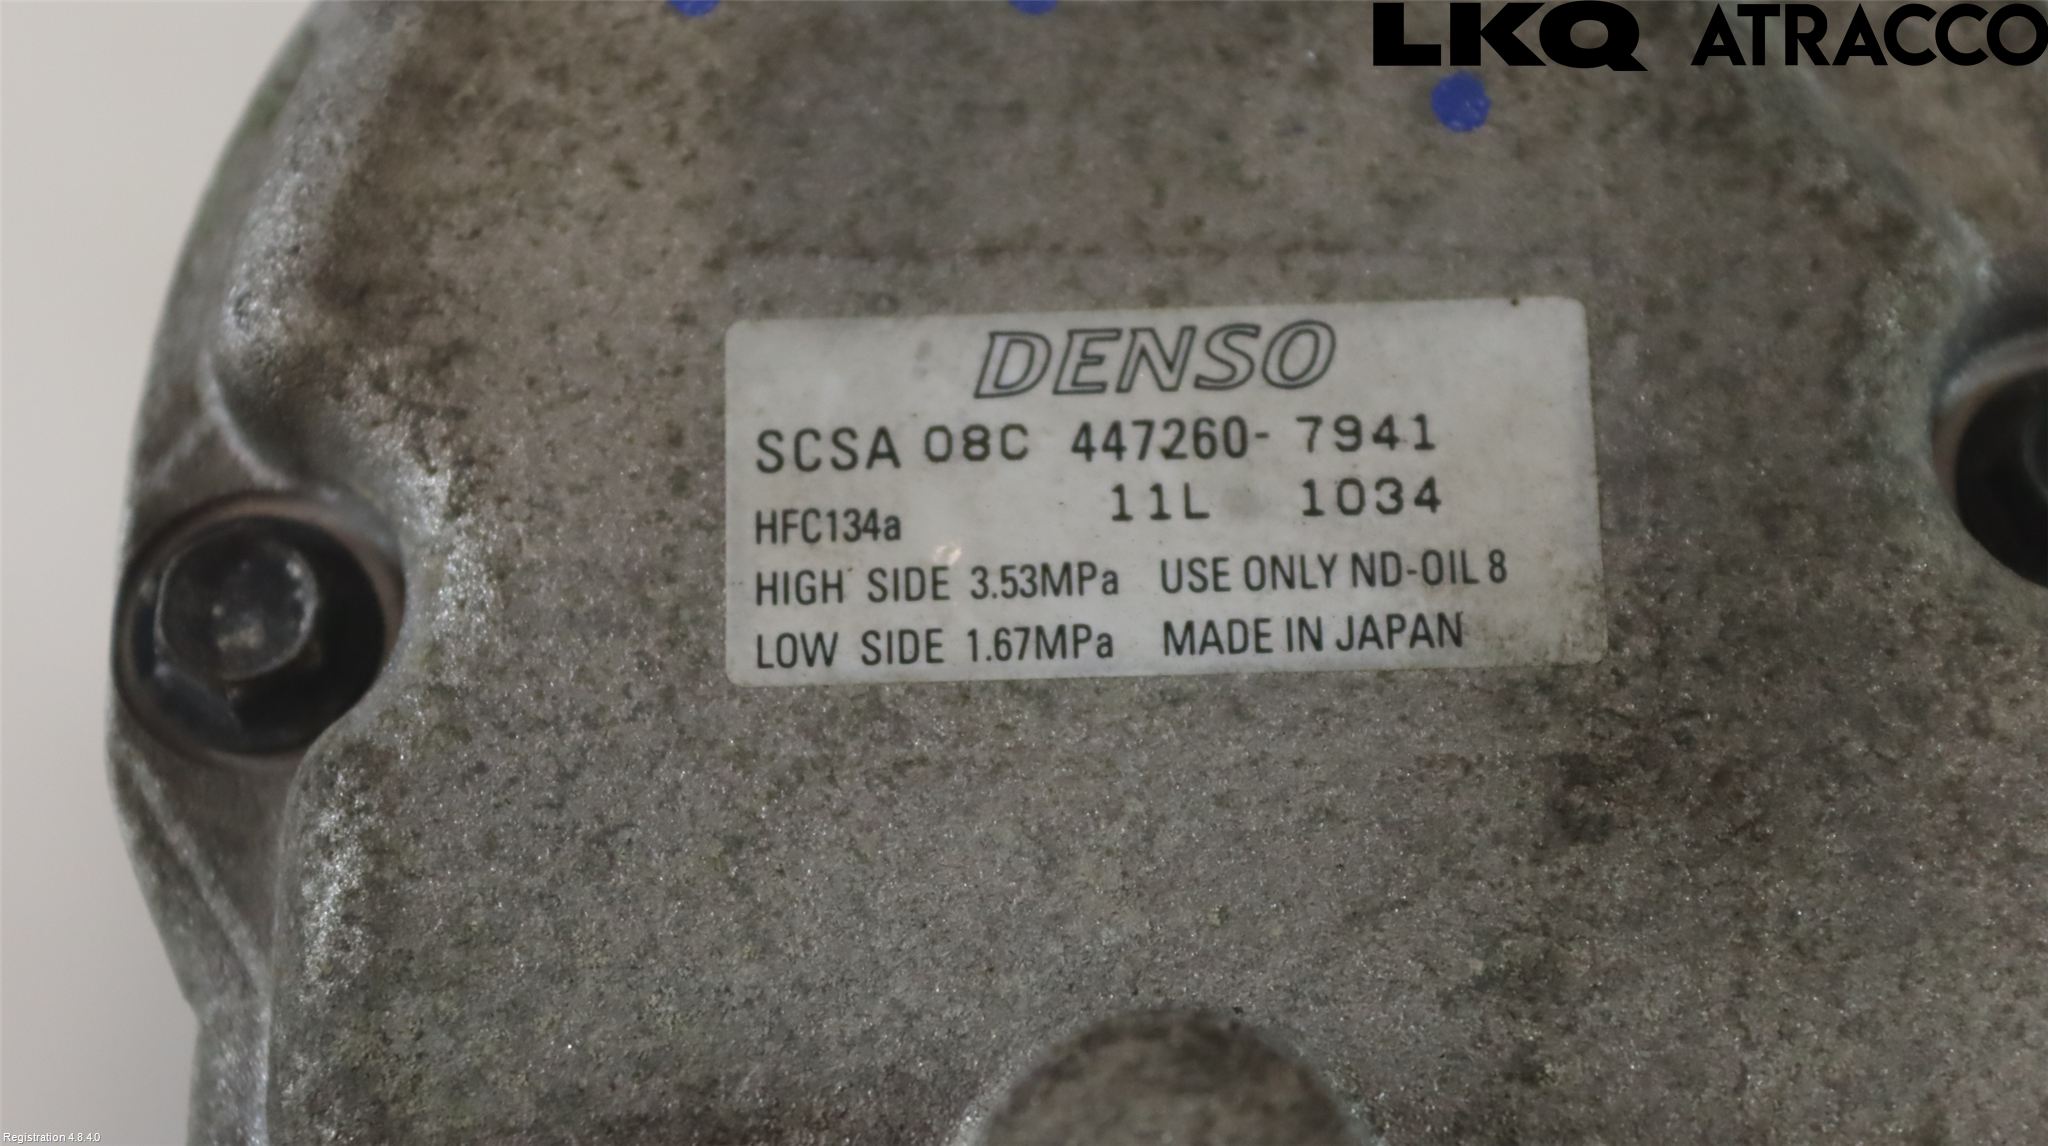 LKQ ATRACCO
DENSO
SCSA 08C 447260- 7941
HFC134a 11L 1034
HIGH SIDE 3.53MPa USE ONLY ND-OIL 8
LOW SIDE 1.67MPa MADE IN JAPAN
Registration 4.8.4.0